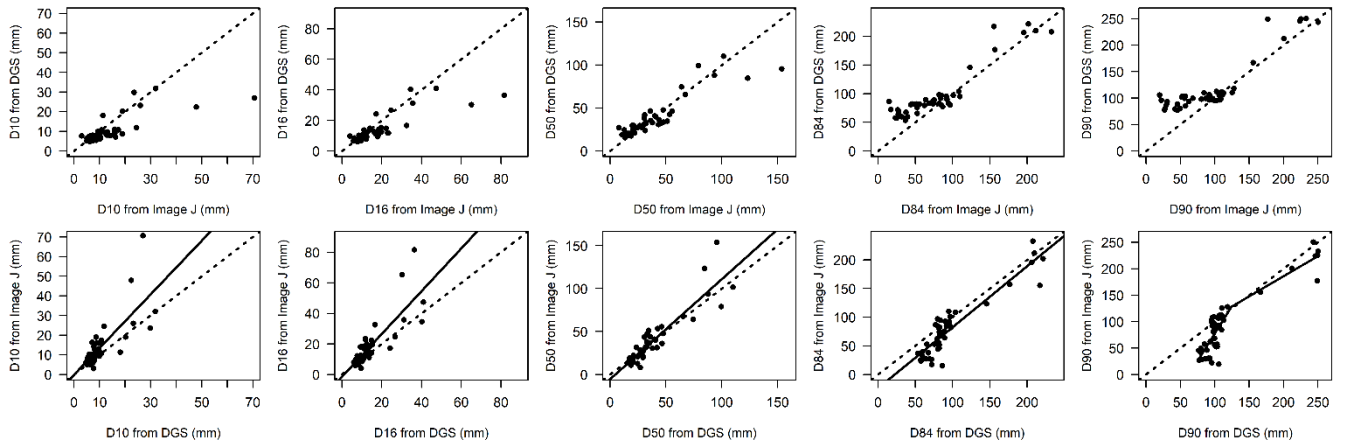 D10 from DGS (mm)
70
60
50
40
30
20
10
0
0 10 20 30 40 50 60 70
D10 from Image J (mm)
D16 from DGS (mm)
80
60
40
20
0
0 20 40 60 80
D16 from Image J (mm)
D50 from DGS (mm)
150
100
50
0
0 50 100 150
D50 from Image J (mm)
D84 from DGS (mm)
200
150
100
50
0
0 50 100 150 200
D84 from Image J (mm)
D90 from DGS (mm)
250
200
150
100
50
0
0 50 100 150 200 250
D90 from Image J (mm)
D10 from Image J (mm)
70
60
50
40
30
20
10
0
0 10 20 30 40 50 60 70
D10 from DGS (mm)
D16 from Image J (mm)
80
60
40
20
0
0 20 40 60 80
D16 from DGS (mm)
D50 from Image J (mm)
150
100
50
0
0 50 100 150
D50 from DGS (mm)
D84 from Image J (mm)
200
150
100
50
0
0 50 100 150 200
D84 from DGS (mm)
D90 from Image J (mm)
250
200
150
100
50
0
0 50 100 150 200 250
D90 from DGS (mm)